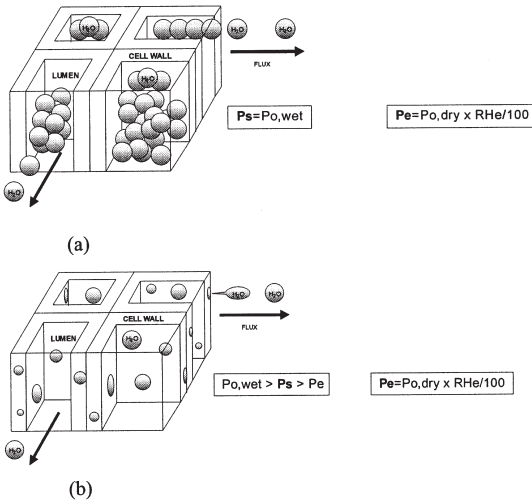 H₂O
H₂O
H₂O
CELL WALL
FLUX
LUMEN
H₂O
Ps=Po,wet
Pe=Po,dry x RHe/100
H₂O
(a)
H₂O
H₂O
CELL WALL
FLUX
LUMEN
H₂O
Po,wet > Ps > Pe
Pe=Po,dry x RHe/100
H₂O
(b)